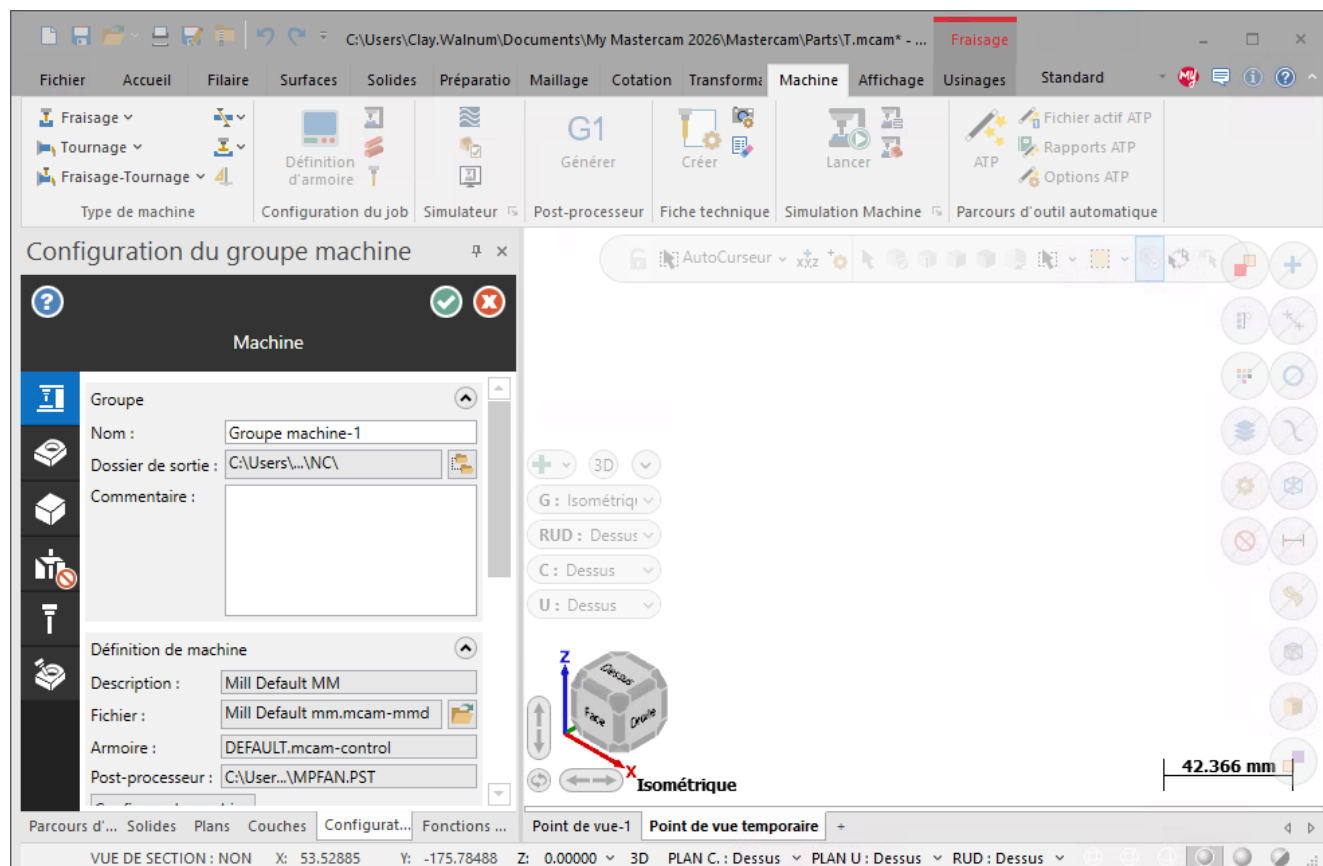 C:\Users\Clay.Walnum\Documents\My Mastercam 2026\Mastercam\Parts\T.mcam* - ...
Fraisage
Fichier Accueil Filaire Surfaces Solides Préparatio Maillage Cotation Transforma Machine Affichage Usinages Standard
Fraisage
Tournage
Fraisage-Tournage
Type de machine
Définition d'armoire
Configuration du job
Simulateur
G1
Générer
Post-processeur
Créer
Fiche technique
Lancer
Simulation Machine
ATP
Fichier actif ATP
Rapports ATP
Options ATP
Parcours d'outil automatique
Configuration du groupe machine
Machine
Groupe
Nom : Groupe machine-1
Dossier de sortie : C:\Users\...\NC\
Commentaire :
Définition de machine
Description : Mill Default MM
Fichier : Mill Default mm.mcam-mmd
Armoire : DEFAULT.mcam-control
Post-processeur : C:\User...\MPFAN.PST
Parcours d'... Solides Plans Couches Configurat... Fonctions ...
AutoCurseur
3D
G : Isométriqu
RUD : Dessus
C : Dessus
U : Dessus
Z
Dessus
Face
Droite
X
Isométrique
42.366 mm
Point de vue-1 Point de vue temporaire +
VUE DE SECTION : NON X: 53.52885 Y: -175.78488 Z: 0.00000 3D PLAN C. : Dessus PLAN U : Dessus RUD : Dessus